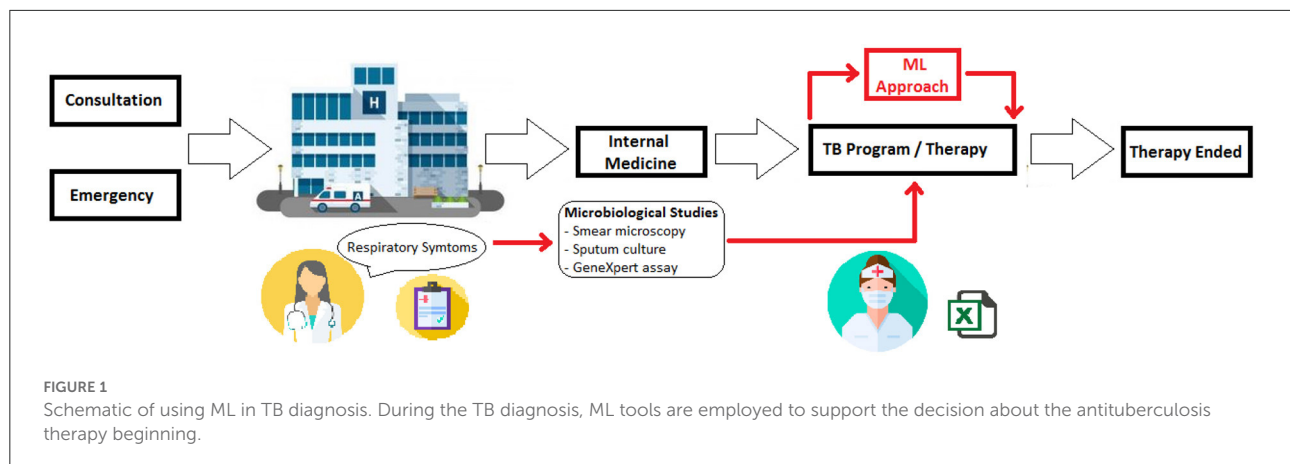 Consultation
Emergency
H
A
Respiratory Symtoms
Internal
Medicine
Microbiological Studies
- Smear microscopy
- Sputum culture
- GeneXpert assay
ML
Approach
TB Program / Therapy
X
Therapy Ended
FIGURE 1
Schematic of using ML in TB diagnosis. During the TB diagnosis, ML tools are employed to support the decision about the antituberculosis
therapy beginning.